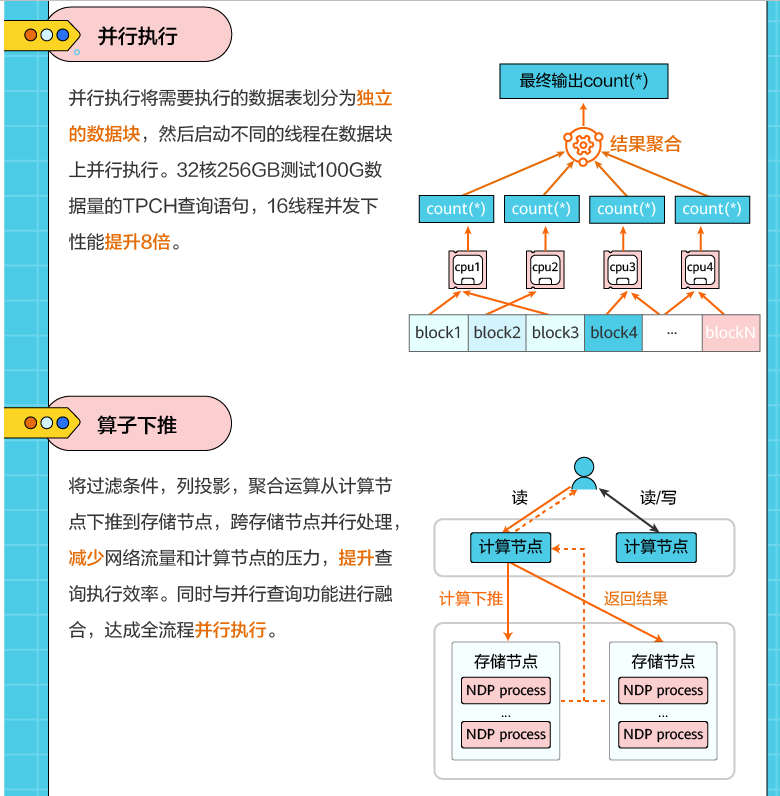 并行执行
并行执行将需要执行的数据表划分为独立
的数据块，然后启动不同的线程在数据块
上并行执行。32核256GB测试100G数
据量的TPCH查询语句，16线程并发下
性能提升8倍。
最终输出count(*)
结果聚合
count(*) count(*) count(*) count(*)
cpu1 cpu2 cpu3 cpu4
block1 block2 block3 block4 ... blockN
算子下推
将过滤条件，列投影，聚合运算从计算节
点下推到存储节点，跨存储节点并行处理，
减少网络流量和计算节点的压力，提升查
询执行效率。同时与并行查询功能进行融
合，达成全流程并行执行。
读 读/写
计算节点 计算节点
计算下推 返回结果
存储节点 存储节点
NDP process NDP process
... ...
NDP process NDP process